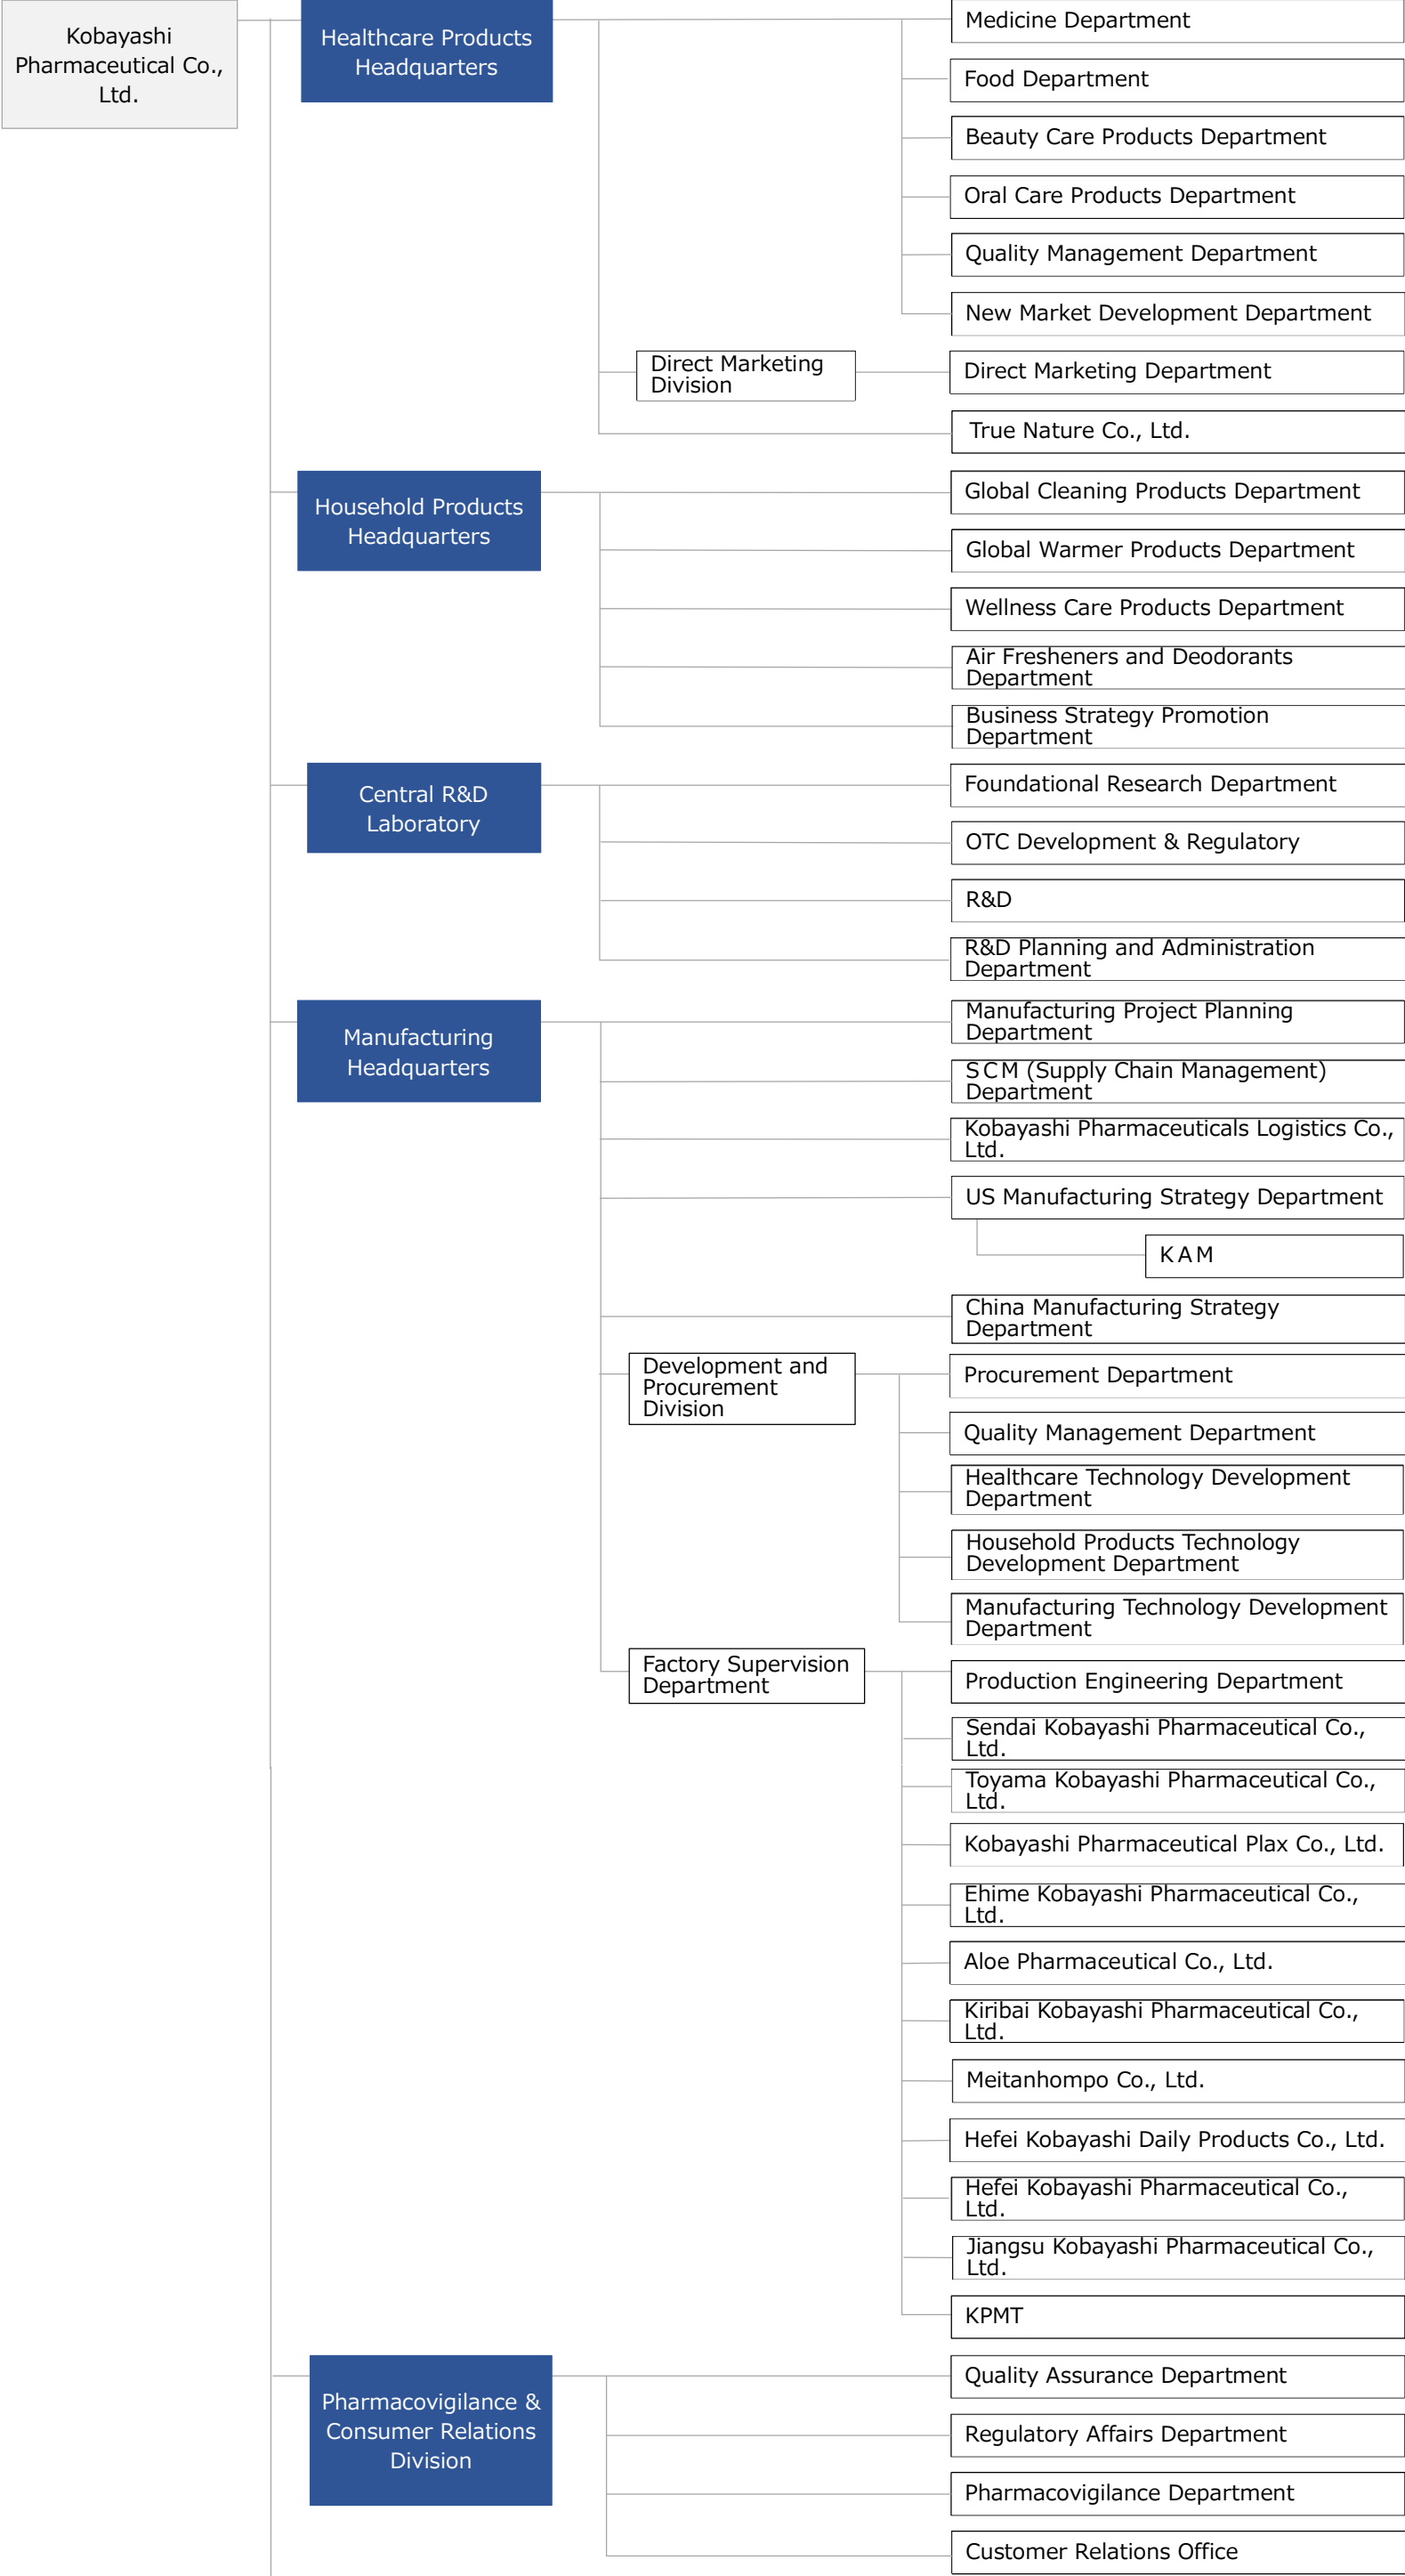 Kobayashi
Pharmaceutical Co.,
Ltd.
Healthcare Products
Headquarters
Medicine Department
Food Department
Beauty Care Products Department
Oral Care Products Department
Quality Management Department
New Market Development Department
Direct Marketing
Division
Direct Marketing Department
True Nature Co., Ltd.
Household Products
Headquarters
Global Cleaning Products Department
Global Warmer Products Department
Wellness Care Products Department
Air Fresheners and Deodorants
Department
Business Strategy Promotion
Department
Central R&D
Laboratory
Foundational Research Department
OTC Development & Regulatory
R&D
R&D Planning and Administration
Department
Manufacturing
Headquarters
Manufacturing Project Planning
Department
SCM (Supply Chain Management)
Department
Kobayashi Pharmaceuticals Logistics Co.,
Ltd.
US Manufacturing Strategy Department
KAM
China Manufacturing Strategy
Department
Development and
Procurement
Division
Procurement Department
Quality Management Department
Healthcare Technology Development
Department
Household Products Technology
Development Department
Manufacturing Technology Development
Department
Factory Supervision
Department
Production Engineering Department
Sendai Kobayashi Pharmaceutical Co.,
Ltd.
Toyama Kobayashi Pharmaceutical Co.,
Ltd.
Kobayashi Pharmaceutical Plax Co., Ltd.
Ehime Kobayashi Pharmaceutical Co.,
Ltd.
Aloe Pharmaceutical Co., Ltd.
Kiribai Kobayashi Pharmaceutical Co.,
Ltd.
Meitanhompo Co., Ltd.
Hefei Kobayashi Daily Products Co., Ltd.
Hefei Kobayashi Pharmaceutical Co.,
Ltd.
Jiangsu Kobayashi Pharmaceutical Co.,
Ltd.
KPMT
Pharmacovigilance &
Consumer Relations
Division
Quality Assurance Department
Regulatory Affairs Department
Pharmacovigilance Department
Customer Relations Office